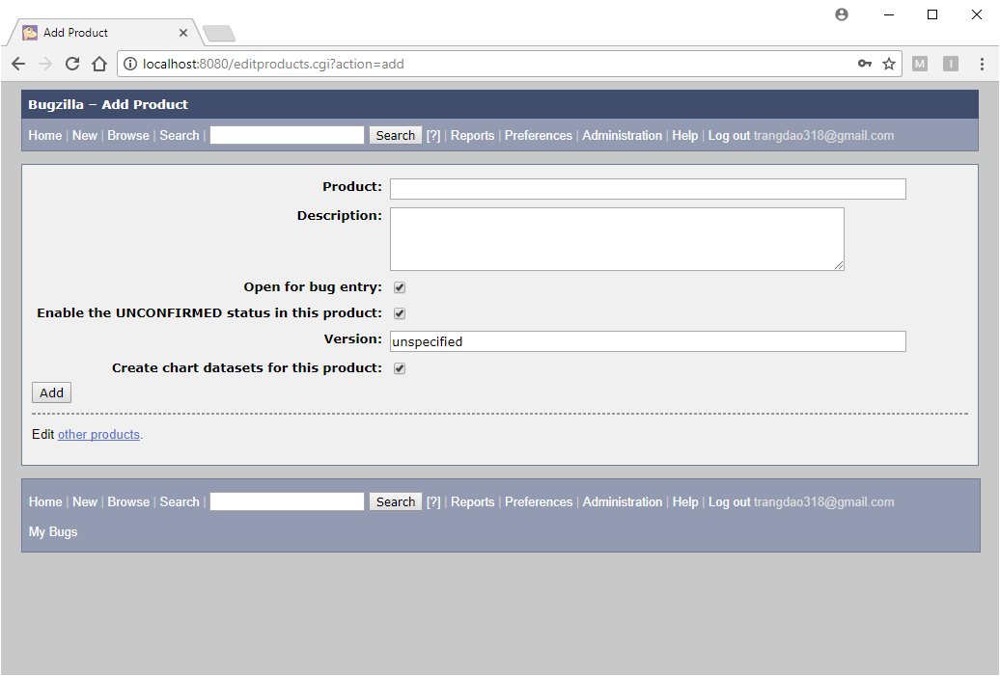 Add Product
localhost:8080/editproducts.cgi?action=add
M
I
Bugzilla – Add Product
Home | New | Browse | Search | Search [?] | Reports | Preferences | Administration | Help | Log out trangdao318@gmail.com
Product:
Description:
Open for bug entry:
Enable the UNCONFIRMED status in this product:
Version: unspecified
Create chart datasets for this product:
Add
Edit other products.
Home | New | Browse | Search | Search [?] | Reports | Preferences | Administration | Help | Log out trangdao318@gmail.com
My Bugs